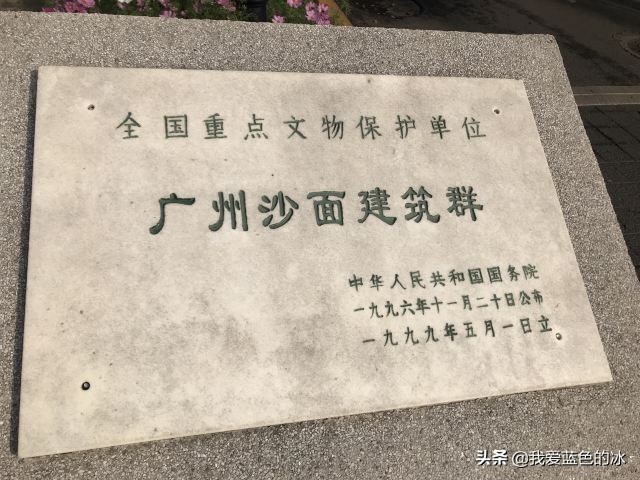 全国重点文物保护单位
广州沙面建筑群
中华人民共和国国务院
一九九六年十一月二十日公布
一九九九年五月一日立
头条 @我爱蓝色的冰